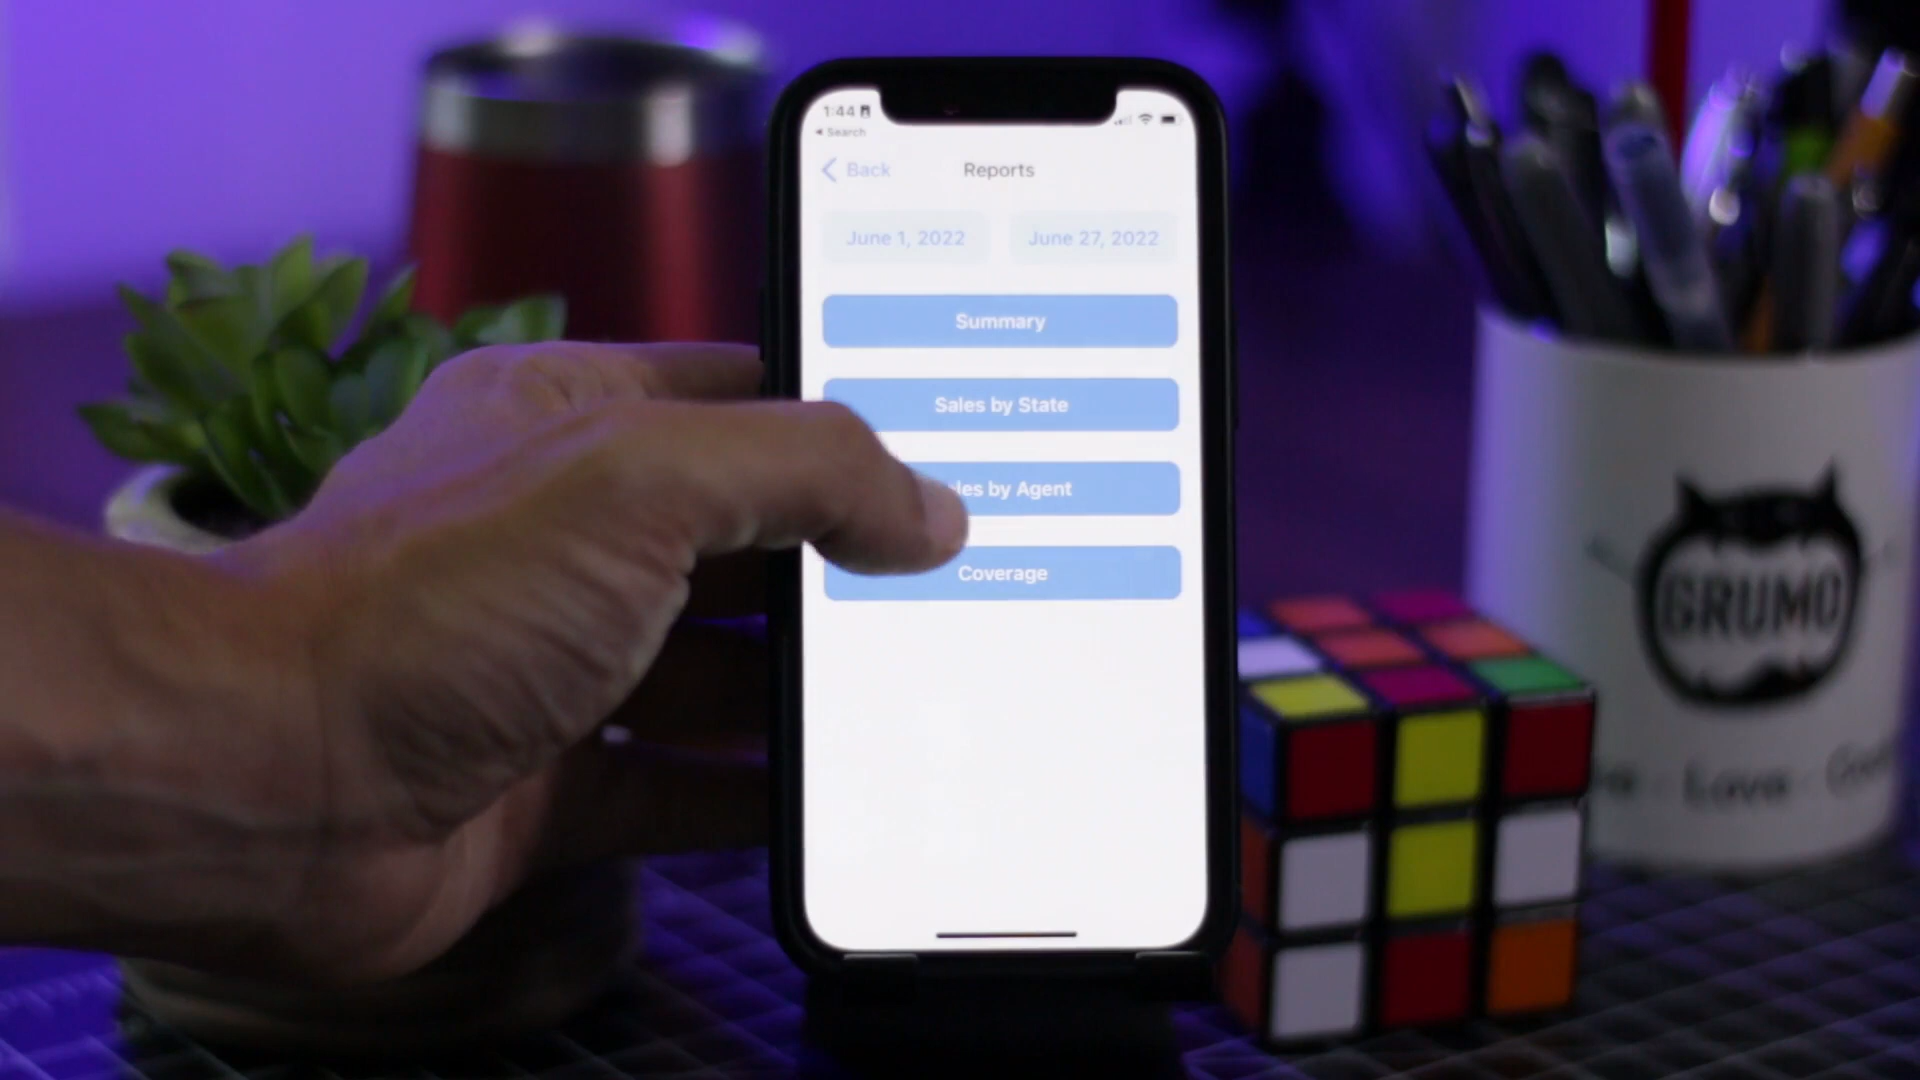 1:44
Search
Back
Reports
June 1, 2022
June 27, 2022
Summary
Sales by State
les by Agent
Coverage
GRUMO
Love